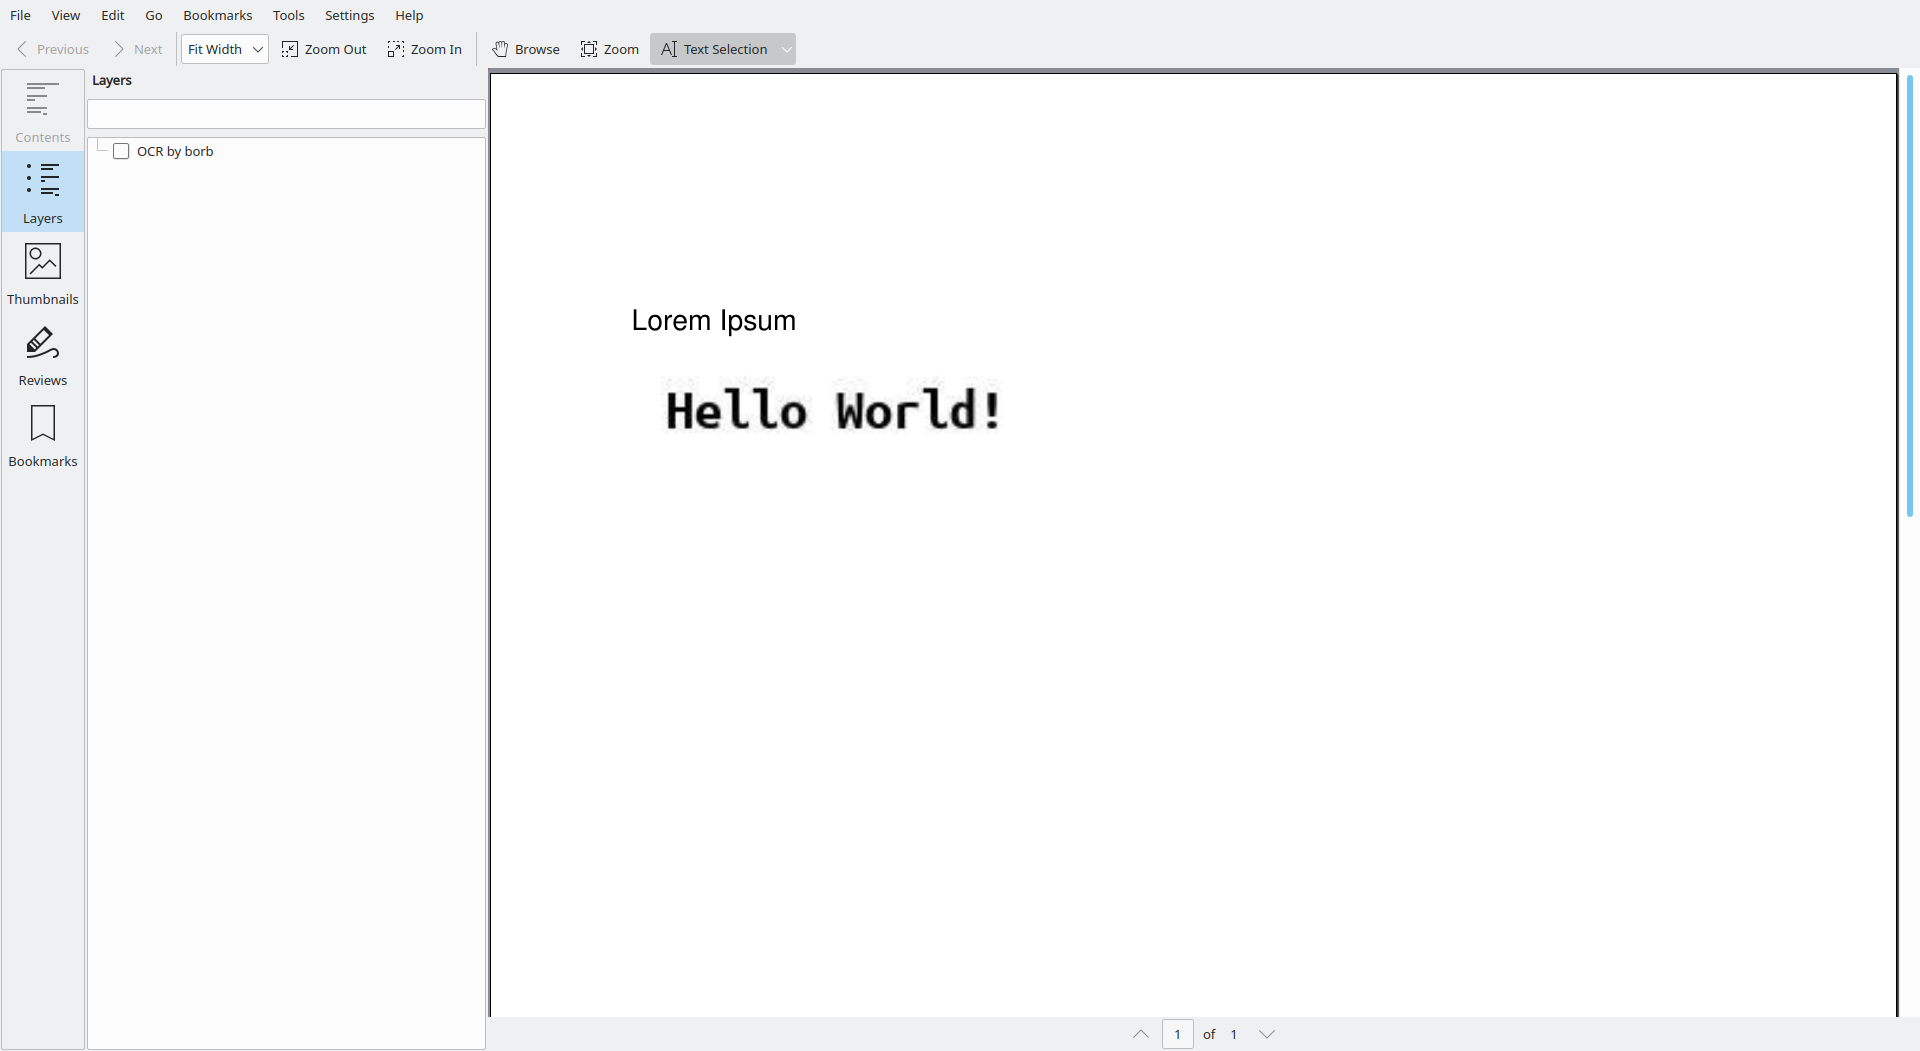 File View Edit Go Bookmarks Tools Settings Help
Previous Next Fit Width Zoom Out Zoom In Browse Zoom Text Selection
Contents
Layers
Thumbnails
Reviews
Bookmarks
Layers
OCR by borb
Lorem Ipsum
Hello World!
1 of 1